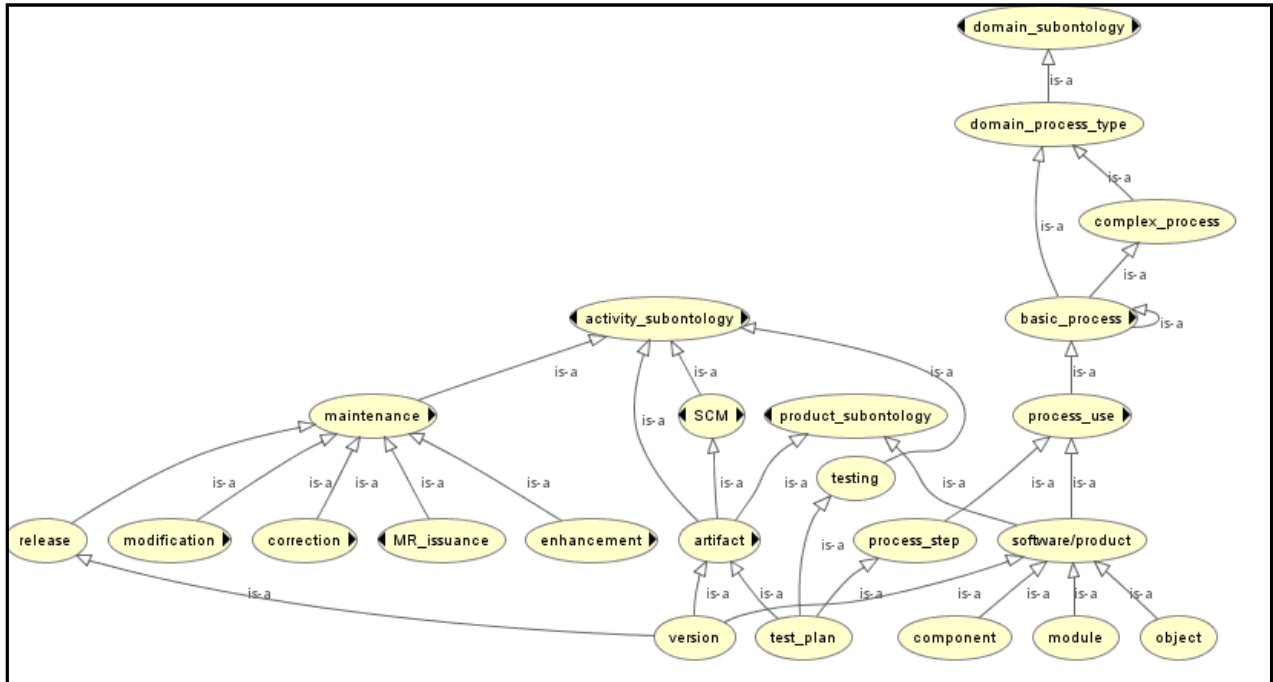 domain_subontology
is-a
domain_process_type
is-a
complex_process
is-a
is-a
activity_subontology
basic_process
is-a
is-a
is-a
is-a
is-a
maintenance
is-a
SCM
product_subontology
process_use
testing
is-a
is-a
is-a
is-a
is-a
is-a
is-a
is-a
is-a
is-a
release
modification
correction
MR_issuance
enhancement
artifact
is-a
process_step
software/product
is-a
is-a
is-a
is-a
is-a
is-a
is-a
version
test_plan
component
module
object